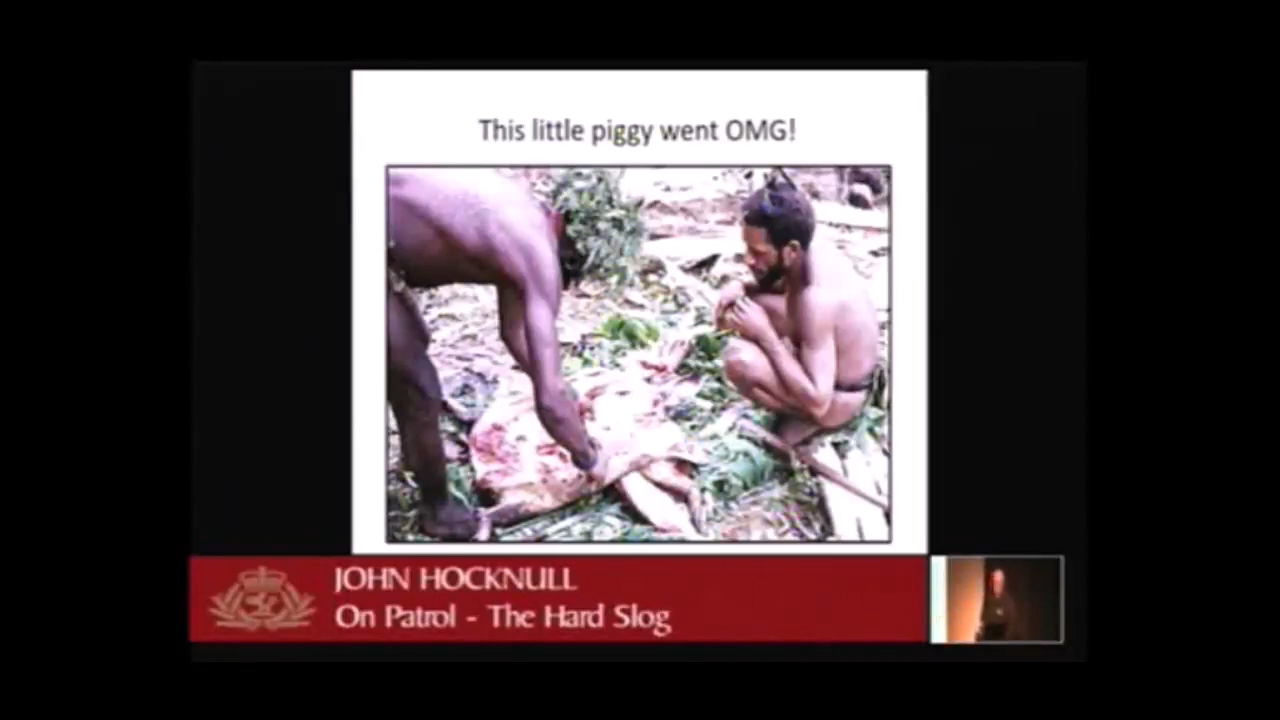 This little piggy went OMG!
JOHN HOCKNULL
On Patrol - The Hard Slog